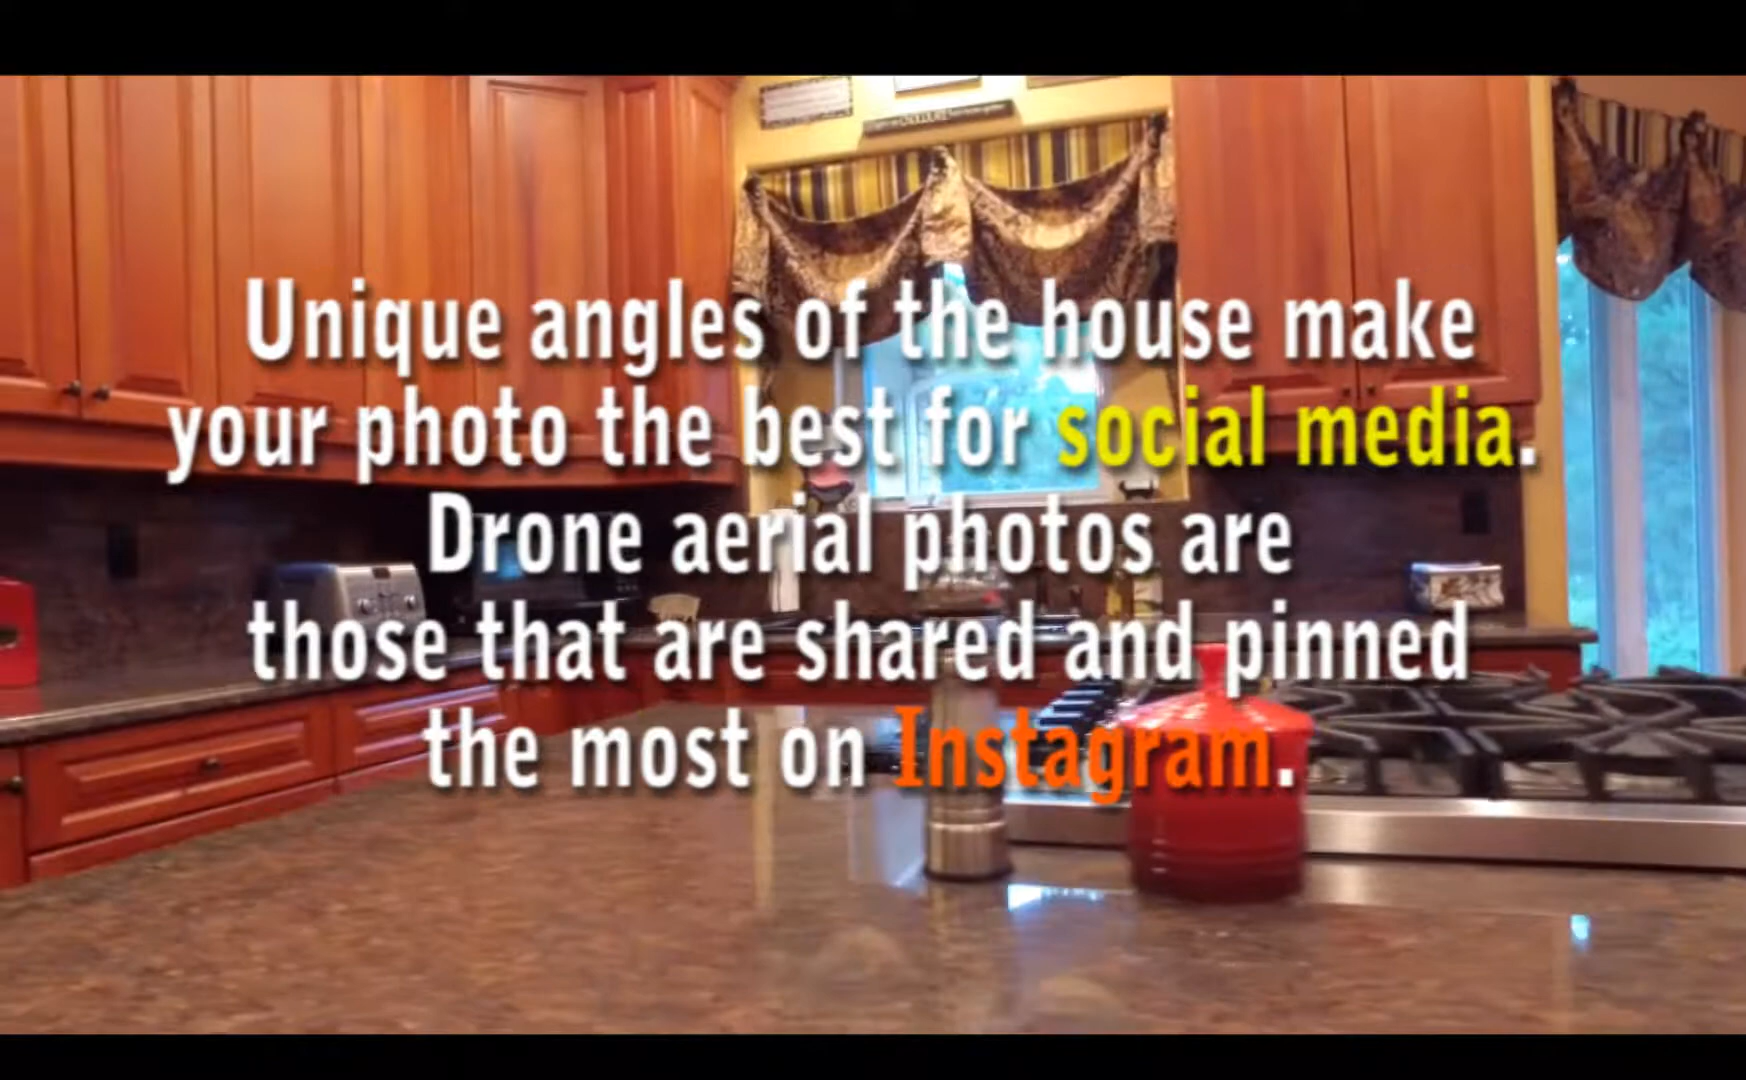 Unique angles of the house make
your photo the best for social media.
Drone aerial photos are
those that are shared and pinned
the most on Instagram.